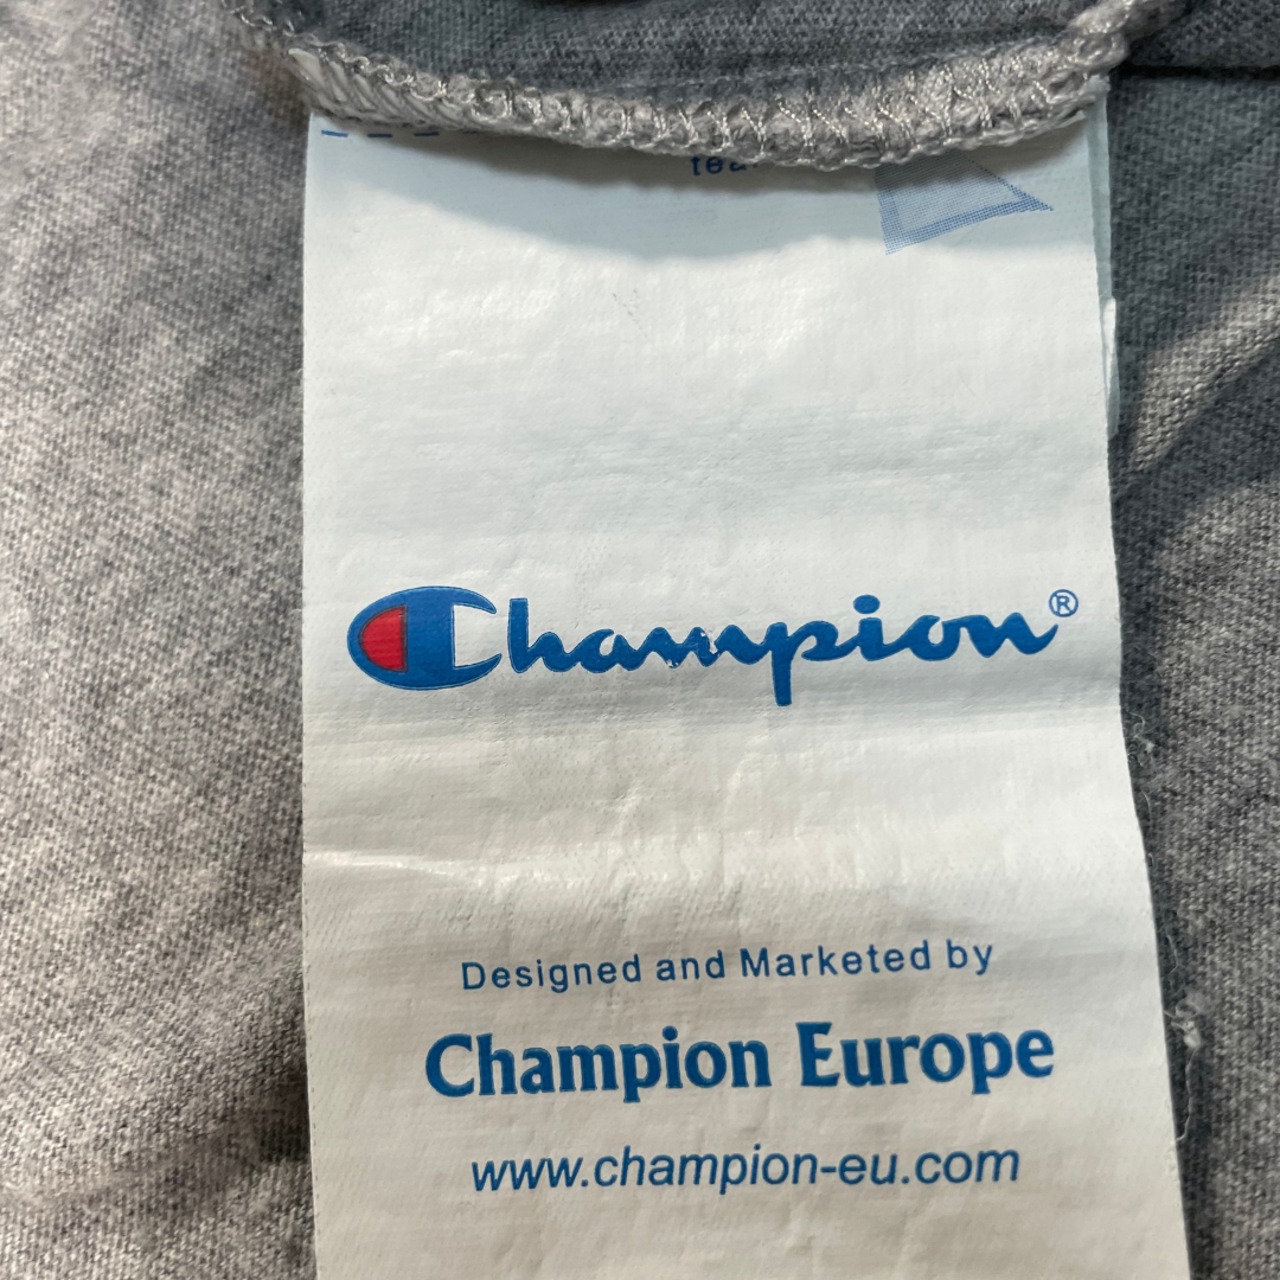 Champion®
Designed and Marketed by
Champion Europe
www.champion-eu.com